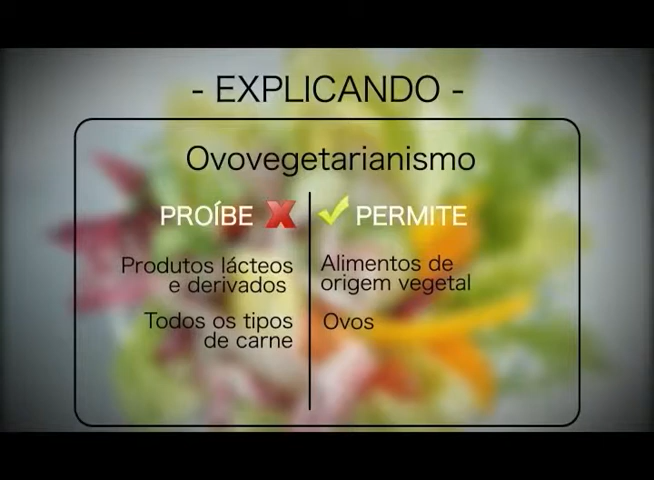 - EXPLICANDO -
Ovovegetarianismo
PROÍBE
PERMITE
Produtos lácteos
e derivados
Todos os tipos
de carne
Alimentos de
origem vegetal
Ovos